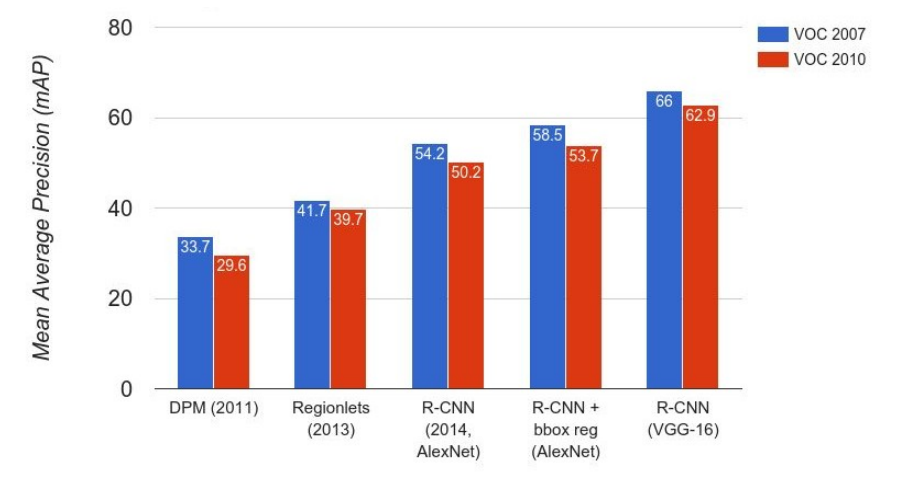 80
60
40
20
0
Mean Average Precision (mAP)
VOC 2007
VOC 2010
33.7
29.6
41.7
39.7
54.2
50.2
58.5
53.7
66
62.9
DPM (2011)
Regionlets
(2013)
R-CNN
(2014,
AlexNet)
R-CNN +
bbox reg
(AlexNet)
R-CNN
(VGG-16)